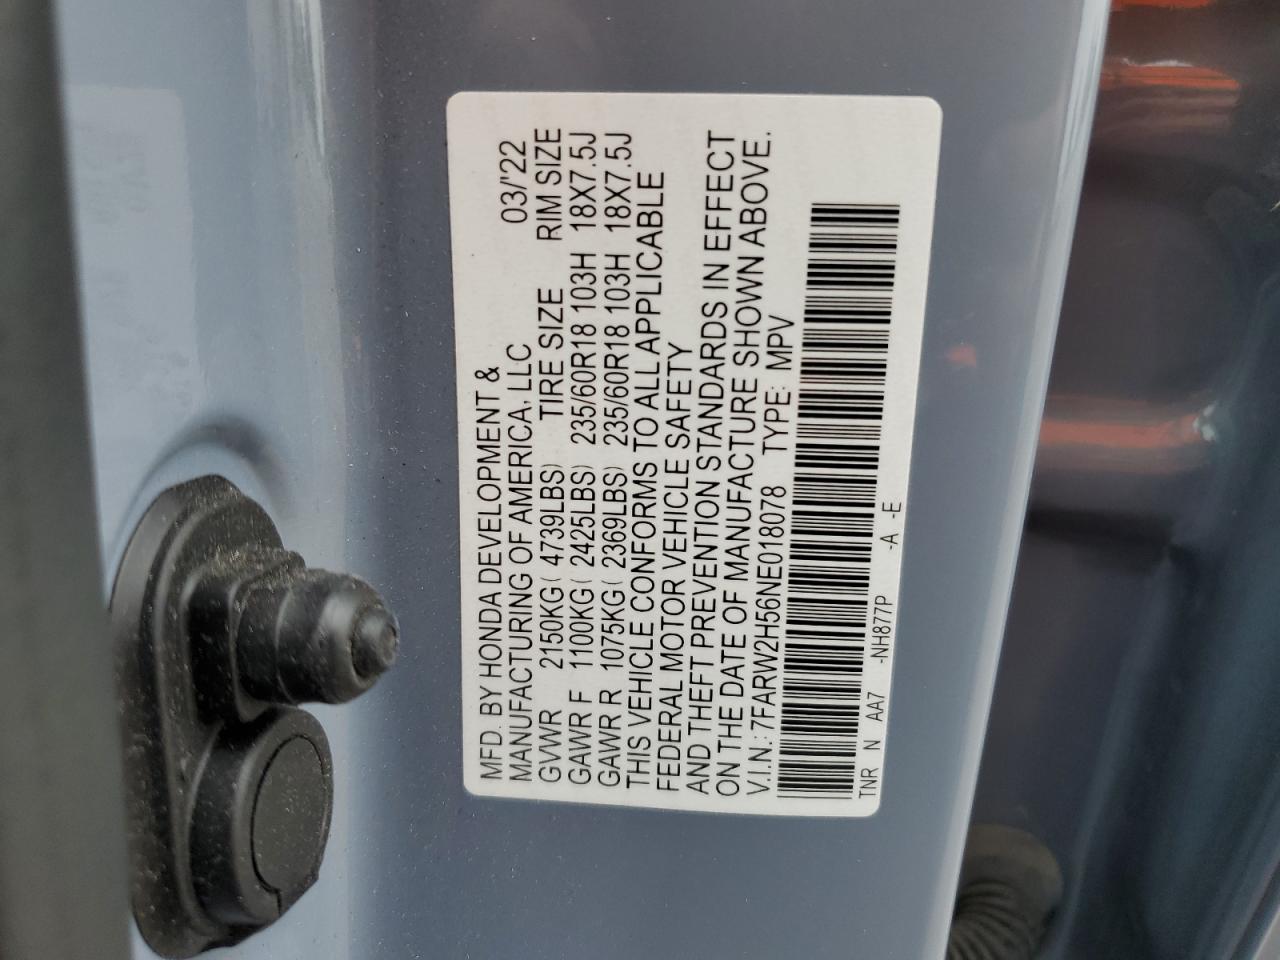 MFD. BY HONDA DEVELOPMENT &
MANUFACTURING OF AMERICA, LLC 03/'22
GVWR 2150KG( 4739LBS) TIRE SIZE RIM SIZE
GAWR F 1100KG( 2425LBS) 235/60R18 103H 18X7.5J
GAWR R 1075KG( 2369LBS) 235/60R18 103H 18X7.5J
THIS VEHICLE CONFORMS TO ALL APPLICABLE
FEDERAL MOTOR VEHICLE SAFETY
AND THEFT PREVENTION STANDARDS IN EFFECT
ON THE DATE OF MANUFACTURE SHOWN ABOVE.
V.I.N.: 7FARW2H56NE018078 TYPE: MPV
TNR N AA7 -NH877P -A -E